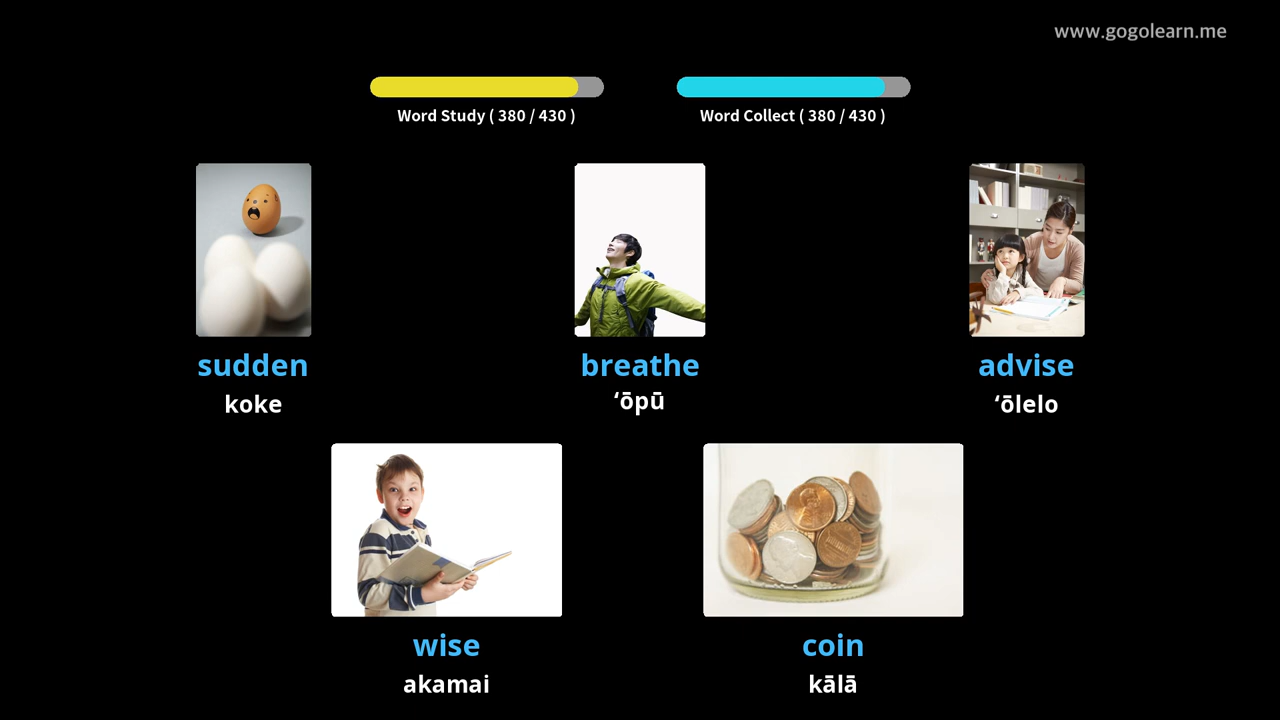 www.gogolearn.me
Word Study ( 380 / 430 )
Word Collect ( 380 / 430 )
sudden
koke
breathe
ʻōpū
advise
ʻōlelo
wise
akamai
coin
kālā